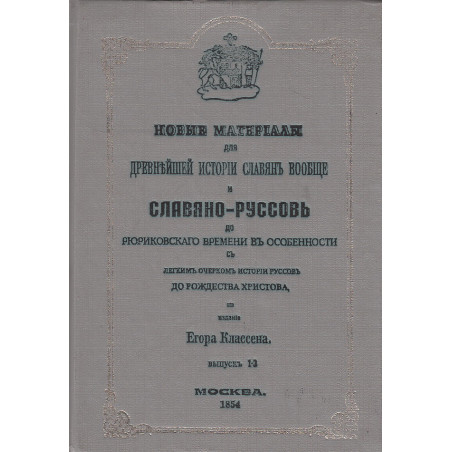 НОВЫЕ МАТЕРІАЛЫ
ДЛЯ
ДРЕВНѢЙШЕЙ ИСТОРІИ СЛАВЯНЪ ВООБЩЕ
И
СЛАВЯНО-РУССОВЪ
ДО
РЮРИКОВСКАГО ВРЕМЕНИ ВЪ ОСОБЕННОСТИ
СЪ
ЛЕГКИМЪ ОЧЕРКОМЪ ИСТОРІИ РУССОВЪ
ДО РОЖДЕСТВА ХРИСТОВА,
изданіе
Егора Классена.
выпускъ 1-3
МОСКВА.
1854